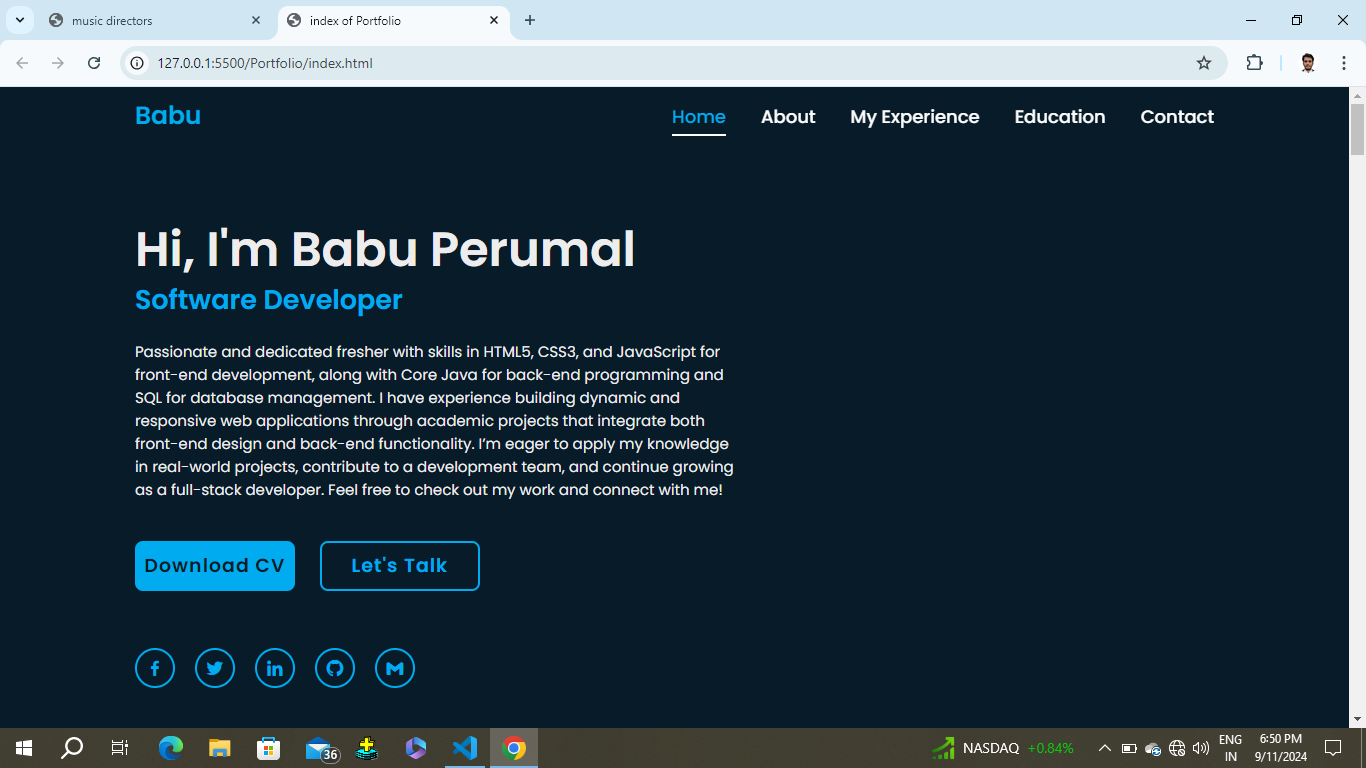 music directors
index of Portfolio
127.0.0.1:5500/Portfolio/index.html
Babu
Home About My Experience Education Contact
Hi, I'm Babu Perumal
Software Developer
Passionate and dedicated fresher with skills in HTML5, CSS3, and JavaScript for
front-end development, along with Core Java for back-end programming and
SQL for database management. I have experience building dynamic and
responsive web applications through academic projects that integrate both
front-end design and back-end functionality. I’m eager to apply my knowledge
in real-world projects, contribute to a development team, and continue growing
as a full-stack developer. Feel free to check out my work and connect with me!
Download CV Let's Talk
36
NASDAQ +0.84%
ENG
IN
6:50 PM
9/11/2024